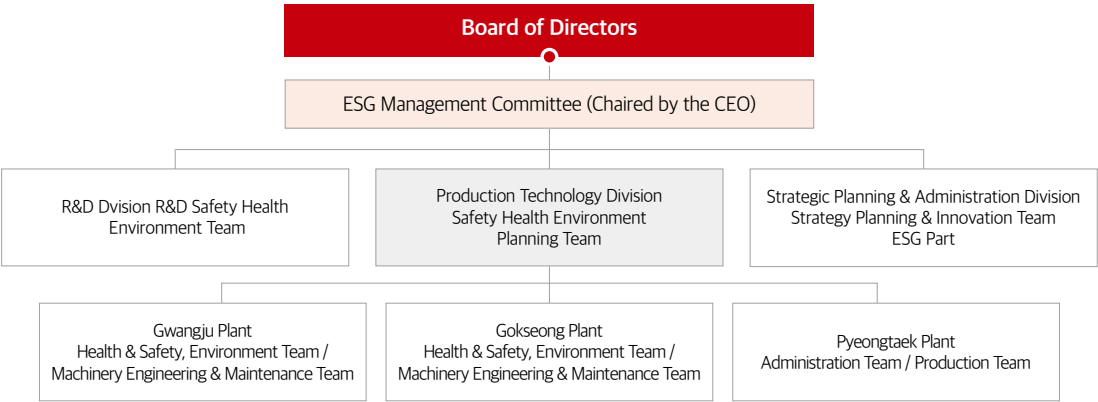 Board of Directors
ESG Management Committee (Chaired by the CEO)
R&D Dvision R&D Safety Health
Environment Team
Production Technology Division
Safety Health Environment
Planning Team
Strategic Planning & Administration Division
Strategy Planning & Innovation Team
ESG Part
Gwangju Plant
Health & Safety, Environment Team /
Machinery Engineering & Maintenance Team
Gokseong Plant
Health & Safety, Environment Team /
Machinery Engineering & Maintenance Team
Pyeongtaek Plant
Administration Team / Production Team